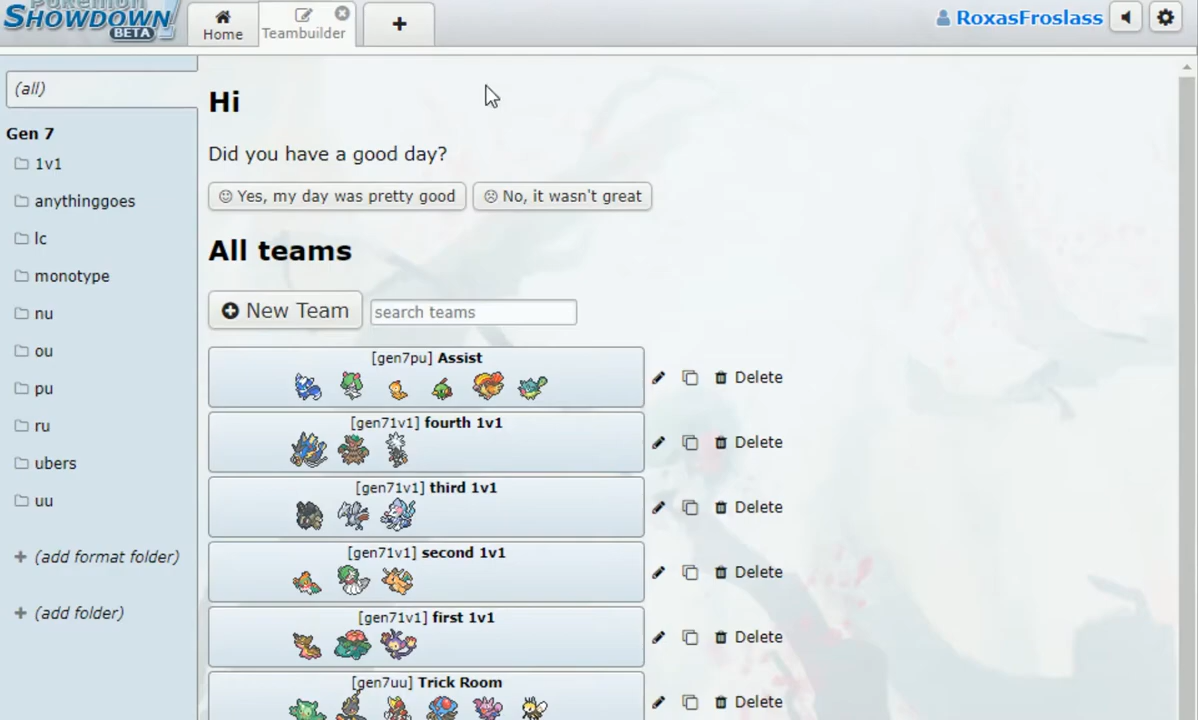 Pokémon
SHOWDOWN!
BETA
Home
Teambuilder
RoxasFroslass
(all)
Gen 7
1v1
anythinggoes
lc
monotype
nu
ou
pu
ru
ubers
uu
(add format folder)
(add folder)
Hi
Did you have a good day?
Yes, my day was pretty good No, it wasn't great
All teams
New Team search teams
[gen7pu] Assist
Delete
[gen71v1] fourth 1v1
Delete
[gen71v1] third 1v1
Delete
[gen71v1] second 1v1
Delete
[gen71v1] first 1v1
Delete
[gen7uu] Trick Room
Delete